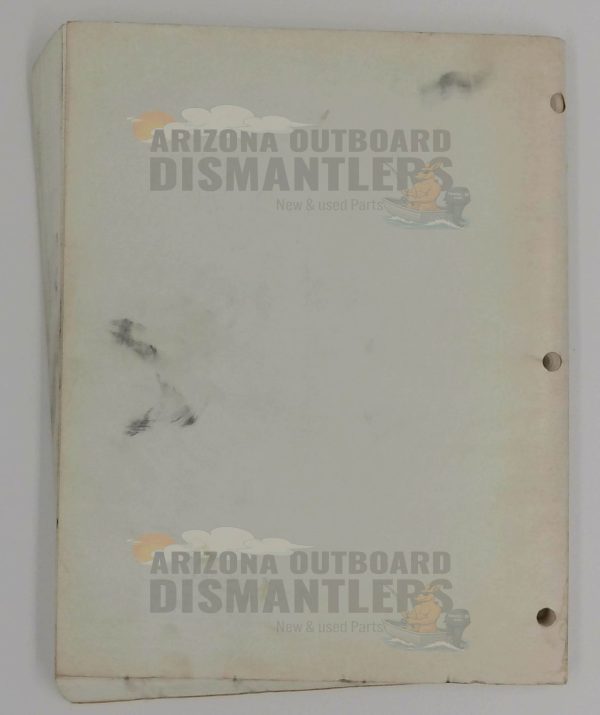 ARIZONA OUTBOARD
DISMANTLERS
New & used Parts
ARIZONA OUTBOARD
DISMANTLERS
New & used Parts